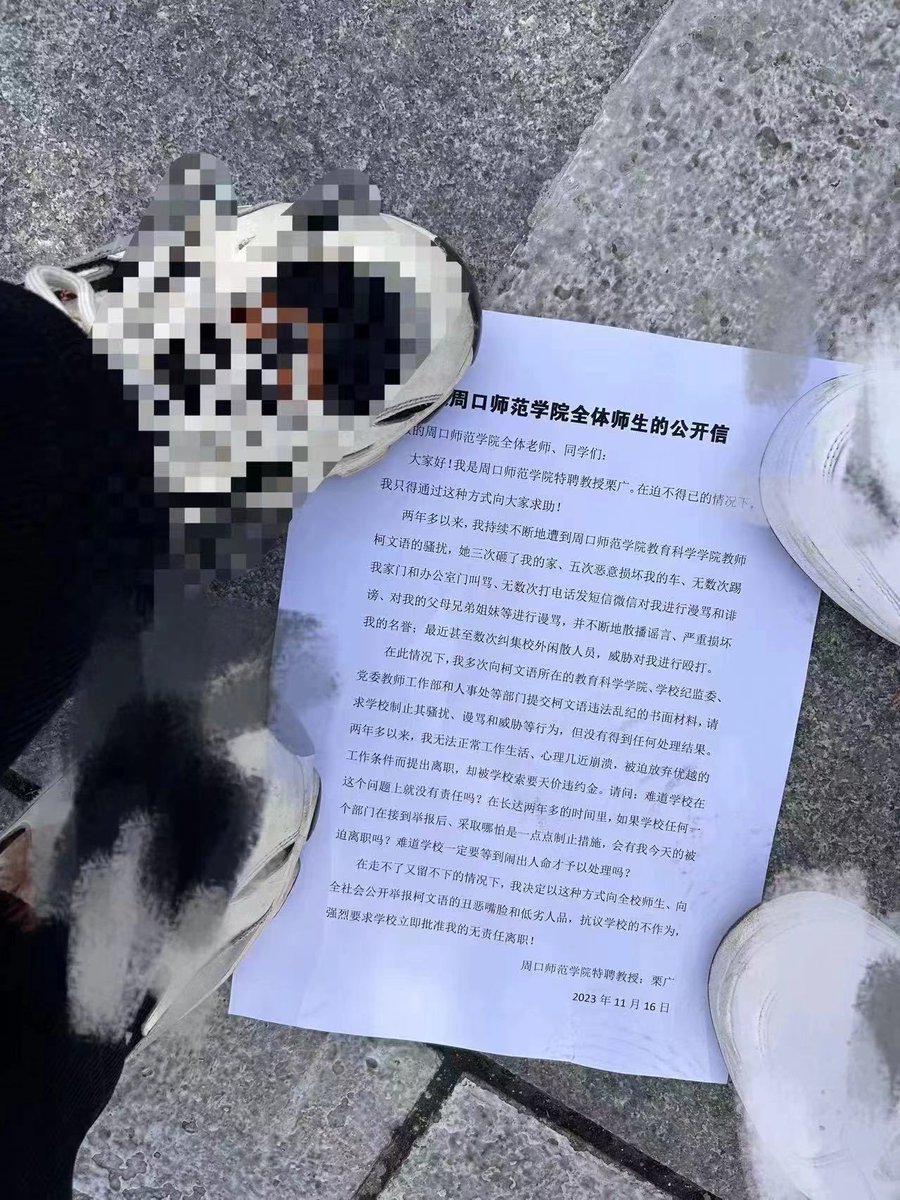 周口师范学院全体师生的公开信
的周口师范学院全体老师、同学们：
大家好！我是周口师范学院特聘教授栗广。在迫不得已的情况下，
我只得通过这种方式向大家求助！
两年多以来，我持续不断地遭到周口师范学院教育科学学院教师
柯文语的骚扰，她三次砸了我的家、五次恶意损坏我的车、无数次踢
我家门和办公室门叫骂、无数次打电话发短信微信对我进行漫骂和诽
谤、对我的父母兄弟姐妹等进行谩骂，并不断地散播谣言、严重损坏
我的名誉；最近甚至数次纠集校外闲散人员，威胁对我进行殴打。
在此情况下，我多次向柯文语所在的教育科学学院、学校纪监委、
党委教师工作部和人事处等部门提交柯文语违法乱纪的书面材料，请
求学校制止其骚扰、谩骂和威胁等行为，但没有得到任何处理结果。
两年多以来，我无法正常工作生活、心理几近崩溃，被迫放弃优越的
工作条件而提出离职，却被学校索要天价违约金。请问：难道学校在
这个问题上就没有责任吗？在长达两年多的时间里，如果学校任何一
个部门在接到举报后、采取哪怕是一点点制止措施，会有我今天的被
迫离职吗？难道学校一定要等到闹出人命才予以处理吗？
在走不了又留不下的情况下，我决定以这种方式向全校师生、向
全社会公开举报柯文语的丑恶嘴脸和低劣人品，抗议学校的不作为，
强烈要求学校立即批准我的无责任离职！
周口师范学院特聘教授：栗广
2023 年 11 月 16 日